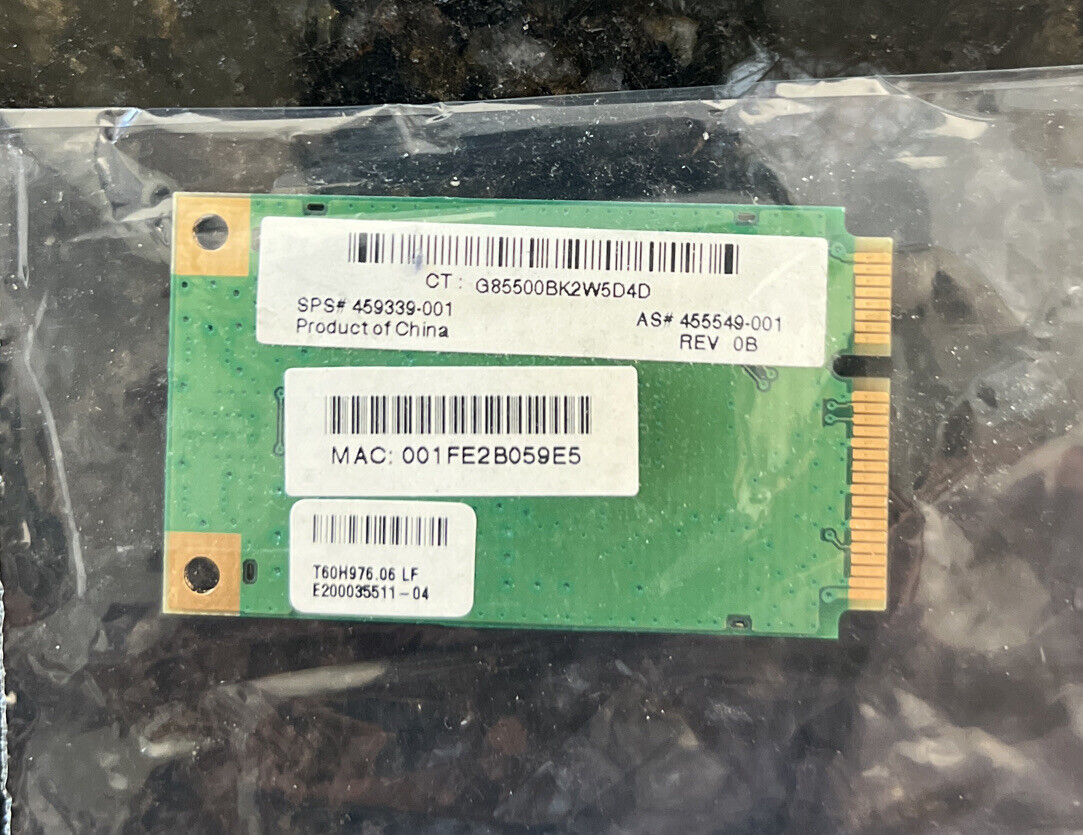 CT: G85500BK2W5D4D
SPS# 459339-001
Product of China
AS# 455549-001
REV 0B
MAC: 001FE2B059E5
T60H976.06 LF
E200035511-04